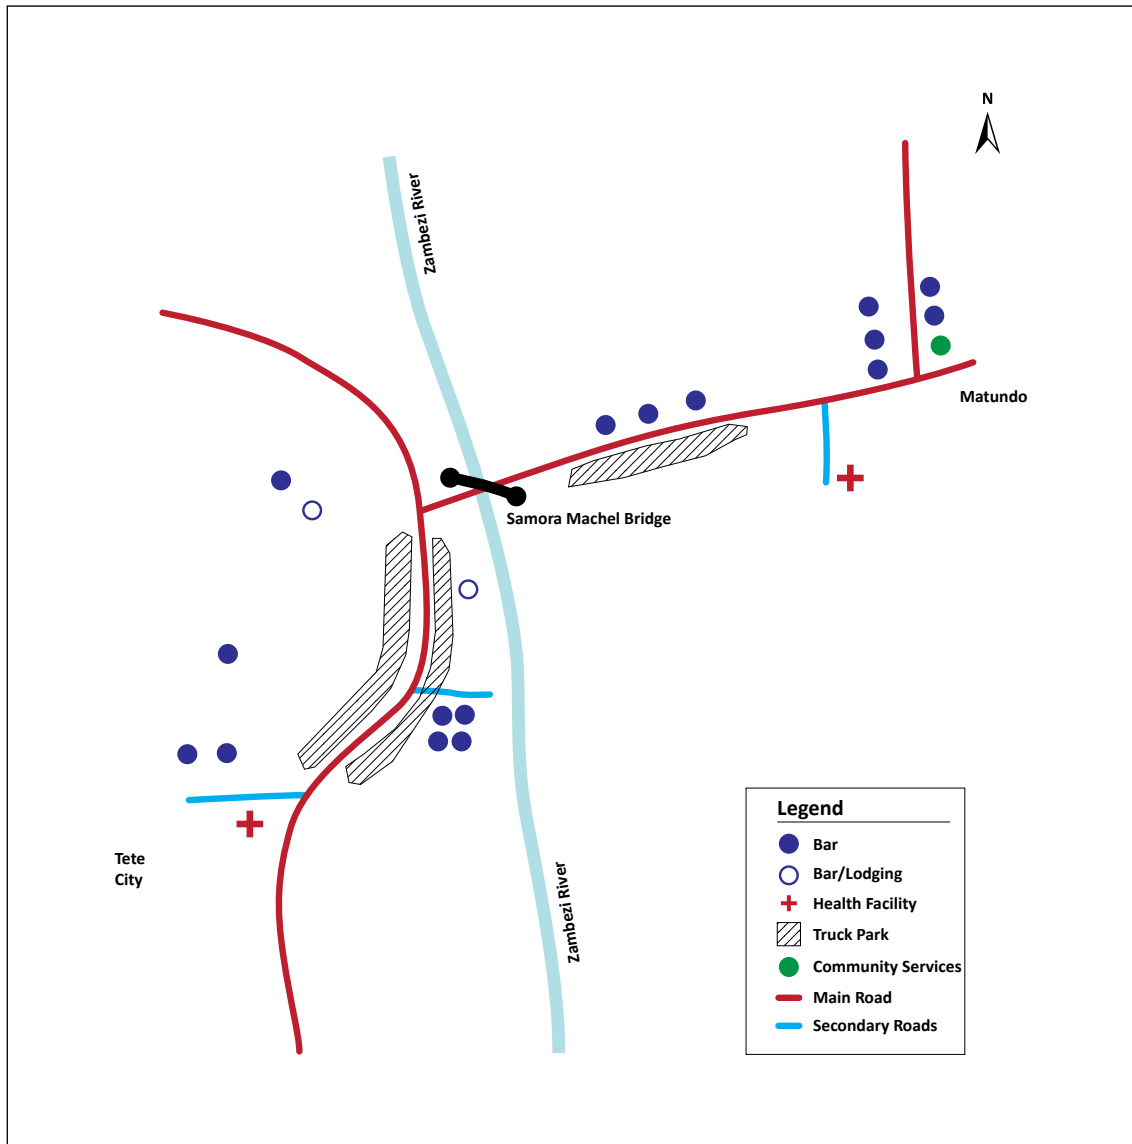 N
Zambezi River
Matundo
Samora Machel Bridge
Tete
City
Zambezi River
Legend
Bar
Bar/Lodging
Health Facility
Truck Park
Community Services
Main Road
Secondary Roads